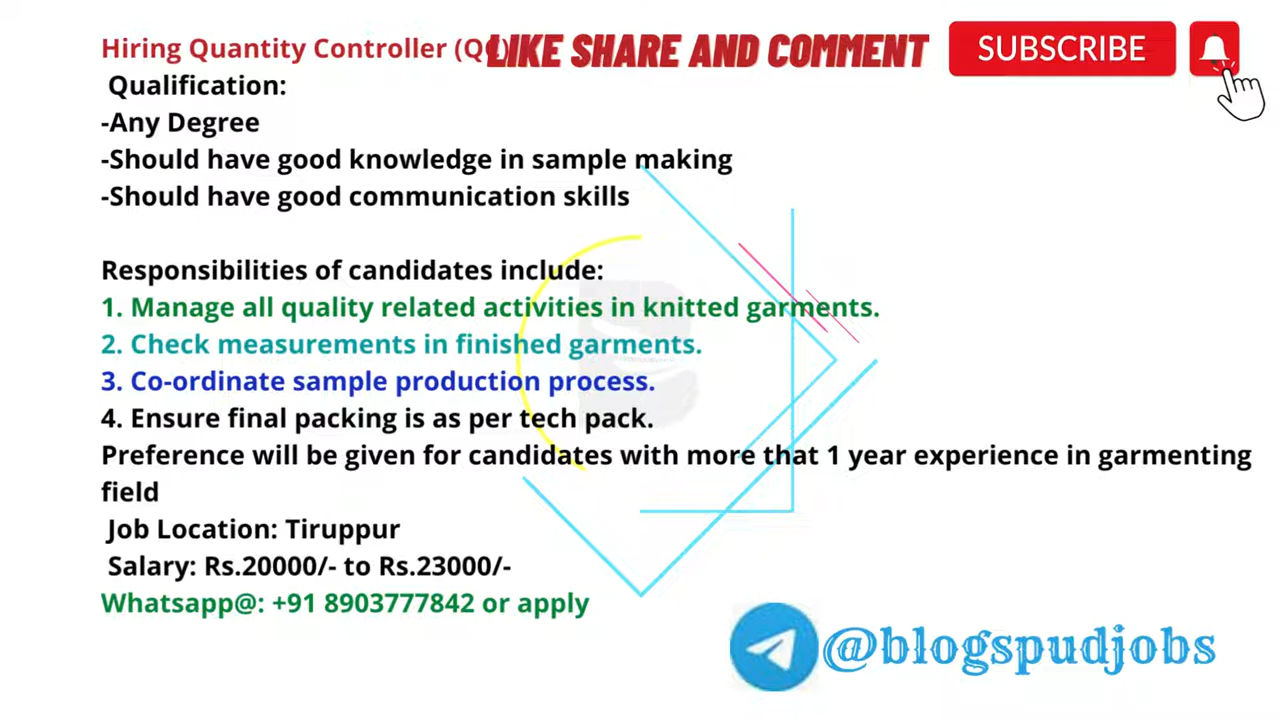 Hiring Quantity Controller (QC)
LIKE SHARE AND COMMENT
SUBSCRIBE
Qualification:
-Any Degree
-Should have good knowledge in sample making
-Should have good communication skills
Responsibilities of candidates include:
1. Manage all quality related activities in knitted garments.
2. Check measurements in finished garments.
3. Co-ordinate sample production process.
4. Ensure final packing is as per tech pack.
Preference will be given for candidates with more that 1 year experience in garmenting
field
Job Location: Tiruppur
Salary: Rs.20000/- to Rs.23000/-
Whatsapp@: +91 8903777842 or apply
@blogspudjobs